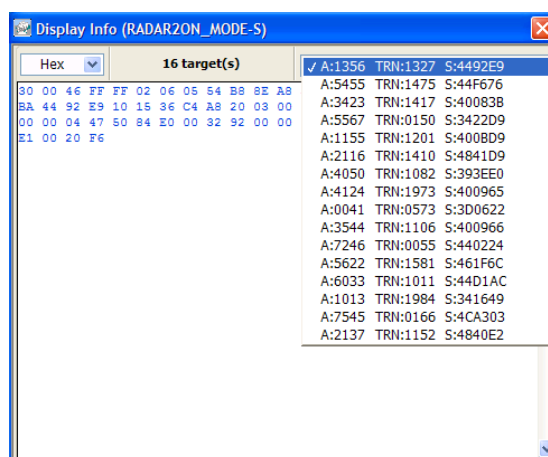 Display Info (RADAR2ON_MODE-S)
Hex
16 target(s)
30 00 46 FF FF 02 06 05 54 B8 8E A8
BA 44 92 E9 10 15 36 C4 A8 20 03 00
00 00 04 47 50 84 E0 00 32 92 00 00
E1 00 20 F6
✓ A:1356 TRN:1327 S:4492E9
A:5455 TRN:1475 S:44F676
A:3423 TRN:1417 S:40083B
A:5567 TRN:0150 S:3422D9
A:1155 TRN:1201 S:400BD9
A:2116 TRN:1410 S:4841D9
A:4050 TRN:1082 S:393EE0
A:4124 TRN:1973 S:400965
A:0041 TRN:0573 S:3D0622
A:3544 TRN:1106 S:400966
A:7246 TRN:0055 S:440224
A:5622 TRN:1581 S:461F6C
A:6033 TRN:1011 S:44D1AC
A:1013 TRN:1984 S:341649
A:7545 TRN:0166 S:4CA303
A:2137 TRN:1152 S:4840E2